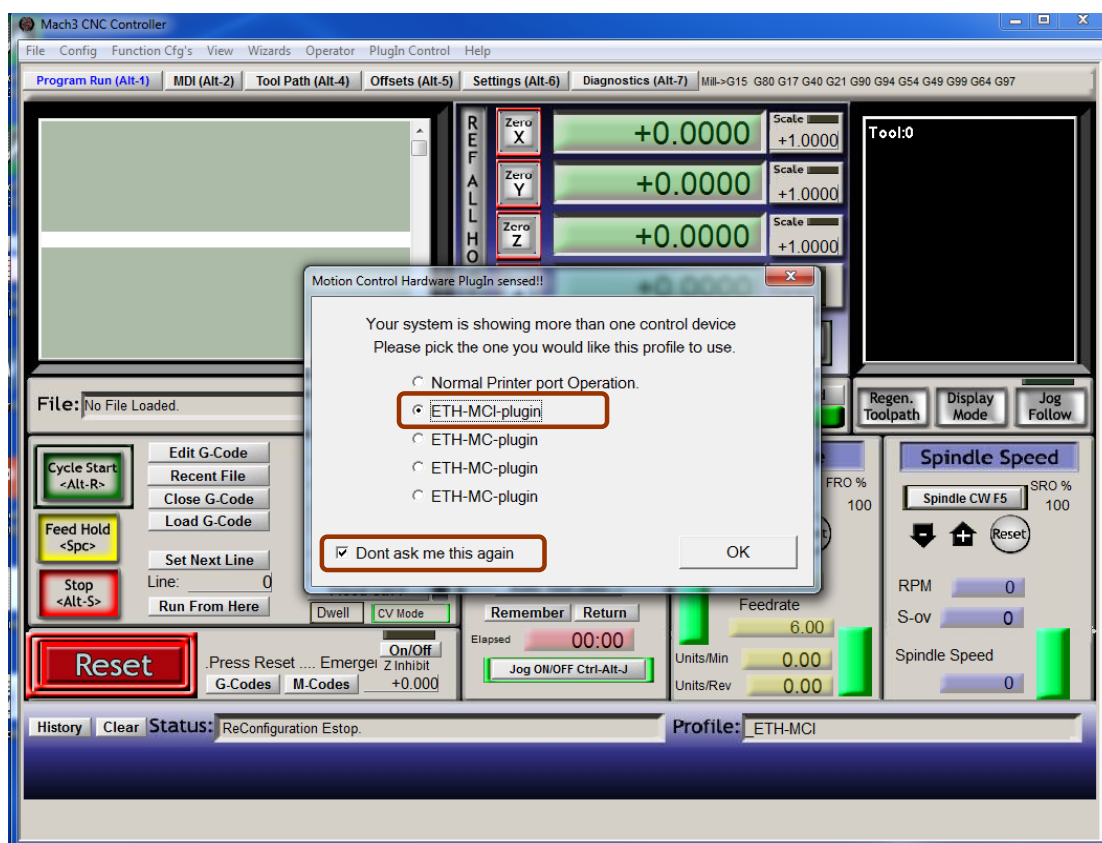 Mach3 CNC Controller
File Config Function Cfg's View Wizards Operator PlugIn Control Help
Program Run (Alt-1) MDI (Alt-2) Tool Path (Alt-4) Offsets (Alt-5) Settings (Alt-6) Diagnostics (Alt-7) Mill->G15 G80 G17 G40 G21 G90 G94 G54 G49 G99 G64 G97
REF ALL HO
Zero X +0.0000 Scale +1.0000
Zero Y +0.0000 Scale +1.0000
Zero Z +0.0000 Scale +1.0000
Tool:0
Motion Control Hardware PlugIn sensed!!
Your system is showing more than one control device
Please pick the one you would like this profile to use.
Normal Printer port Operation.
ETH-MCI-plugin
ETH-MC-plugin
ETH-MC-plugin
ETH-MC-plugin
Dont ask me this again
OK
File: No File Loaded.
Regen. Toolpath
Display Mode
Jog Follow
Cycle Start
<Alt-R>
Feed Hold
<Spc>
Stop
<Alt-S>
Edit G-Code
Recent File
Close G-Code
Load G-Code
Set Next Line
Line: 0
Run From Here
Dwell CV Mode
Remember Return
Elapsed 00:00
Jog ON/OFF Ctrl-Alt-J
FRO %
100
Feedrate
6.00
Units/Min 0.00
Units/Rev 0.00
Spindle Speed
Spindle CW F5
SRO %
100
Reset
RPM 0
S-ov 0
Spindle Speed
0
Reset
.Press Reset .... Emerge
On/Off
Z Inhibit
+0.000
G-Codes M-Codes
History Clear Status: ReConfiguration Estop.
Profile: _ETH-MCI